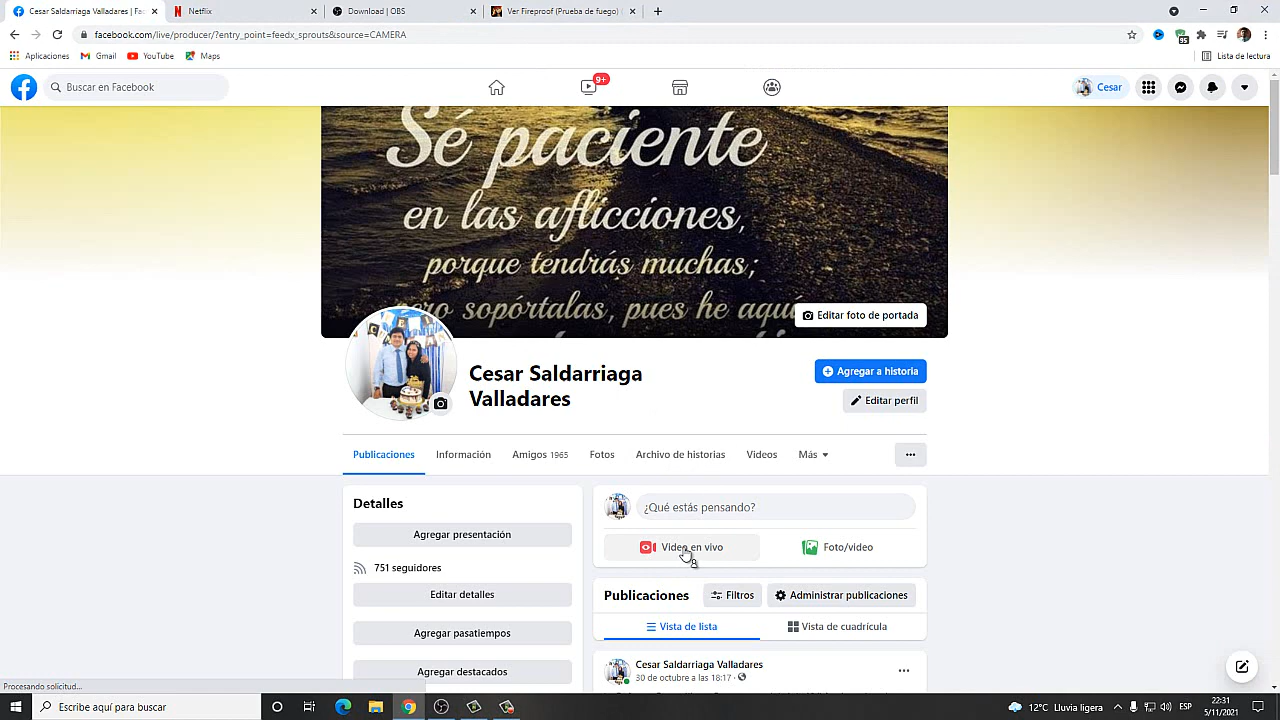 Cesar Saldarriaga Valladares | Fac
Netflix
Download | OBS
Ver Fireproof (Prueba de fuego) (
facebook.com/live/producer/?entry_point=feedx_sprouts&source=CAMERA
95
Aplicaciones
Gmail
YouTube
Maps
Lista de lectura
Buscar en Facebook
9+
Cesar
Sé paciente
en las aflicciones,
porque tendrás muchas;
pero sopórtalas, pues he aquí
Editar foto de portada
Cesar Saldarriaga
Valladares
Agregar a historia
Editar perfil
Publicaciones
Información
Amigos 1965
Fotos
Archivo de historias
Videos
Más
Detalles
Agregar presentación
751 seguidores
Editar detalles
Agregar pasatiempos
Agregar destacados
¿Qué estás pensando?
Video en vivo
Foto/video
Publicaciones
Filtros
Administrar publicaciones
Vista de lista
Vista de cuadrícula
Cesar Saldarriaga Valladares
30 de octubre a las 18:17 ·
Procesando solicitud...
Escribe aquí para buscar
12°C Lluvia ligera
ESP
22:31
5/11/2021